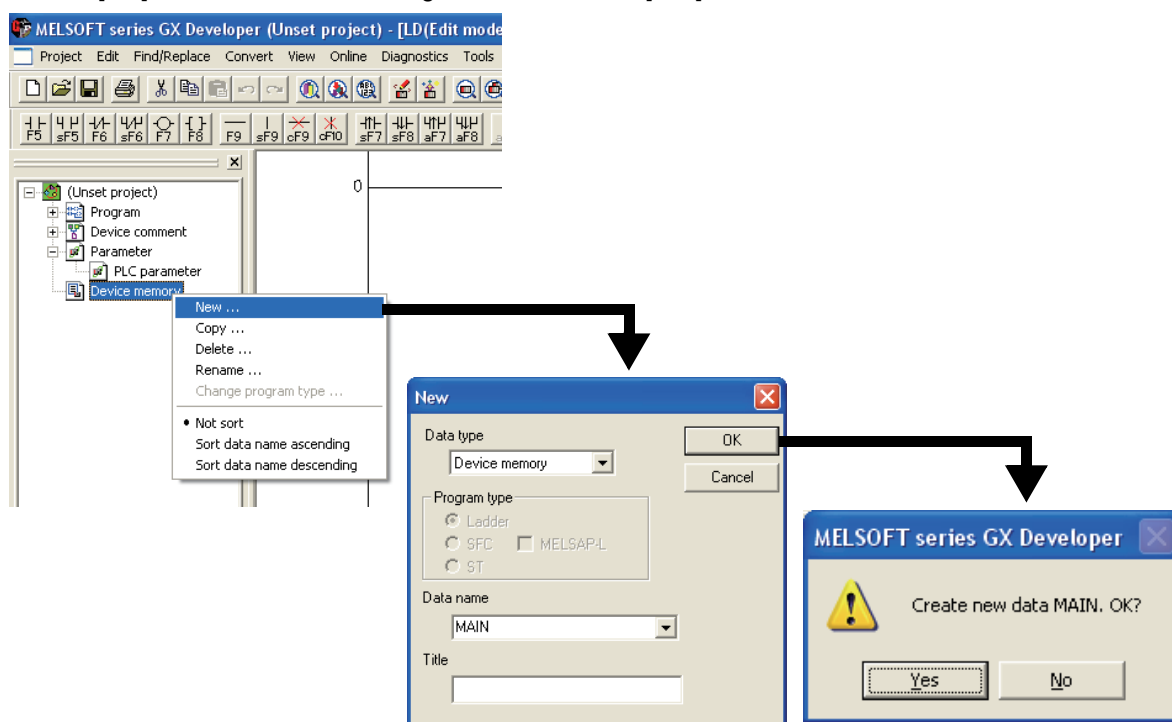 MELSOFT series GX Developer (Unset project) - [LD(Edit mode
Project Edit Find/Replace Convert View Online Diagnostics Tools
F5 sF5 F6 sF6 F7 F8 F9 sF9 cF9 cF10 sF7 sF8 aF7 aF8
(Unset project)
Program
Device comment
Parameter
PLC parameter
Device memory
0
New ...
Copy ...
Delete ...
Rename ...
Change program type ...
Not sort
Sort data name ascending
Sort data name descending
New
Data type
Device memory
OK
Cancel
Program type
Ladder
SFC MELSAP-L
ST
Data name
MAIN
Title
MELSOFT series GX Developer
Create new data MAIN. OK?
Yes No